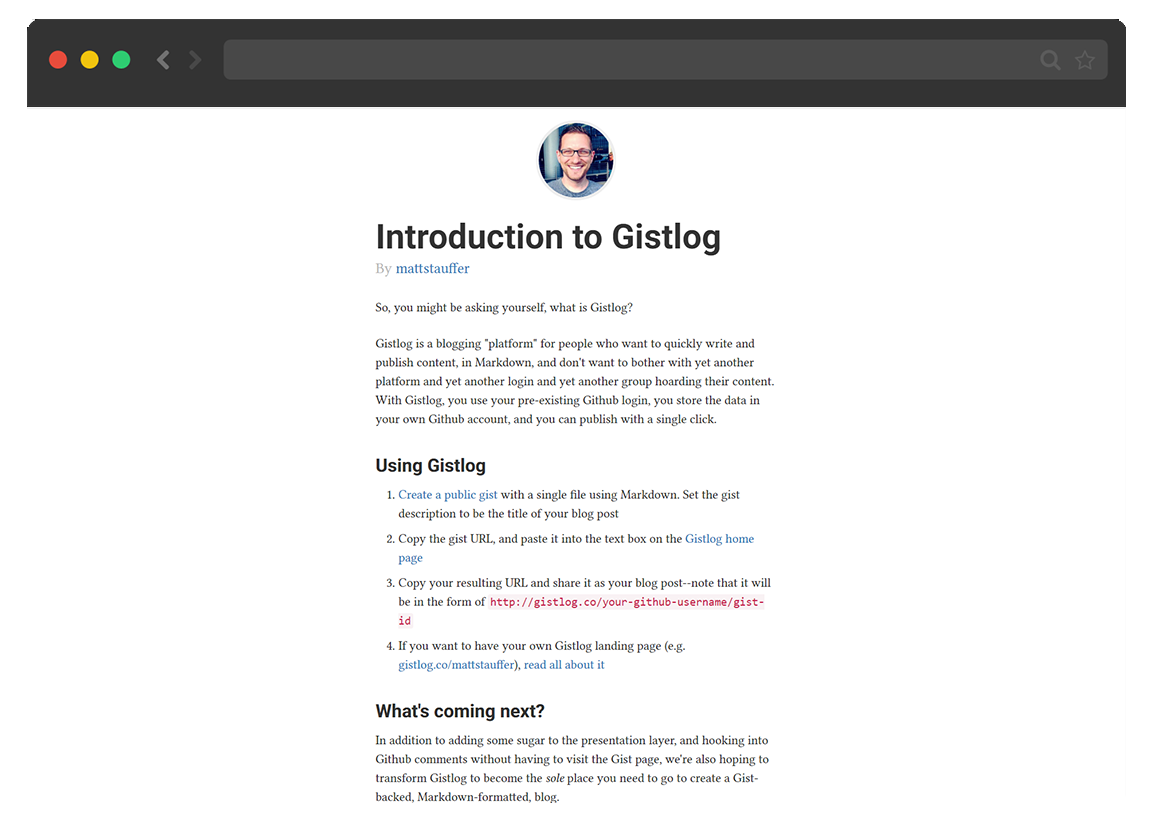 Introduction to Gistlog
By mattstauffer
So, you might be asking yourself, what is Gistlog?
Gistlog is a blogging "platform" for people who want to quickly write and
publish content, in Markdown, and don't want to bother with yet another
platform and yet another login and yet another group hoarding their content.
With Gistlog, you use your pre-existing Github login, you store the data in
your own Github account, and you can publish with a single click.
Using Gistlog
1. Create a public gist with a single file using Markdown. Set the gist
description to be the title of your blog post
2. Copy the gist URL, and paste it into the text box on the Gistlog home
page
3. Copy your resulting URL and share it as your blog post--note that it will
be in the form of http://gistlog.co/your-github-username/gist-
id
4. If you want to have your own Gistlog landing page (e.g.
gistlog.co/mattstauffer), read all about it
What's coming next?
In addition to adding some sugar to the presentation layer, and hooking into
Github comments without having to visit the Gist page, we're also hoping to
transform Gistlog to become the sole place you need to go to create a Gist-
backed, Markdown-formatted, blog.